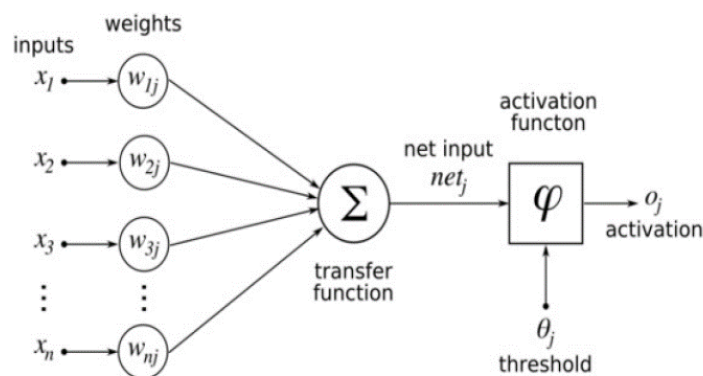 weights
inputs
x1 w1j
x2 w2j
x3 w3j
⋮ ⋮
xn wnj
Σ
transfer
function
net input
netj
activation
functon
φ
oj
activation
θj
threshold